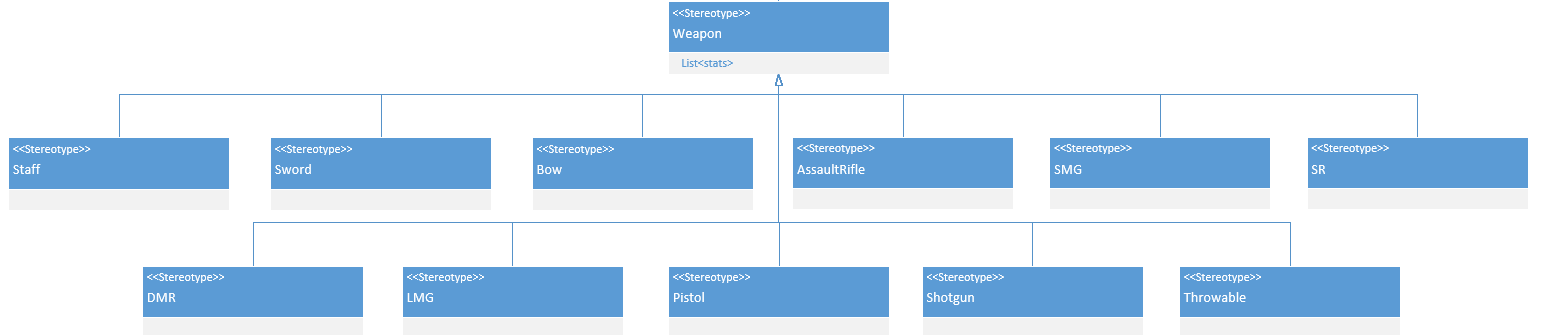 <<Stereotype>>
Weapon
List<stats>
<<Stereotype>>
Staff
<<Stereotype>>
Sword
<<Stereotype>>
Bow
<<Stereotype>>
AssaultRifle
<<Stereotype>>
SMG
<<Stereotype>>
SR
<<Stereotype>>
DMR
<<Stereotype>>
LMG
<<Stereotype>>
Pistol
<<Stereotype>>
Shotgun
<<Stereotype>>
Throwable